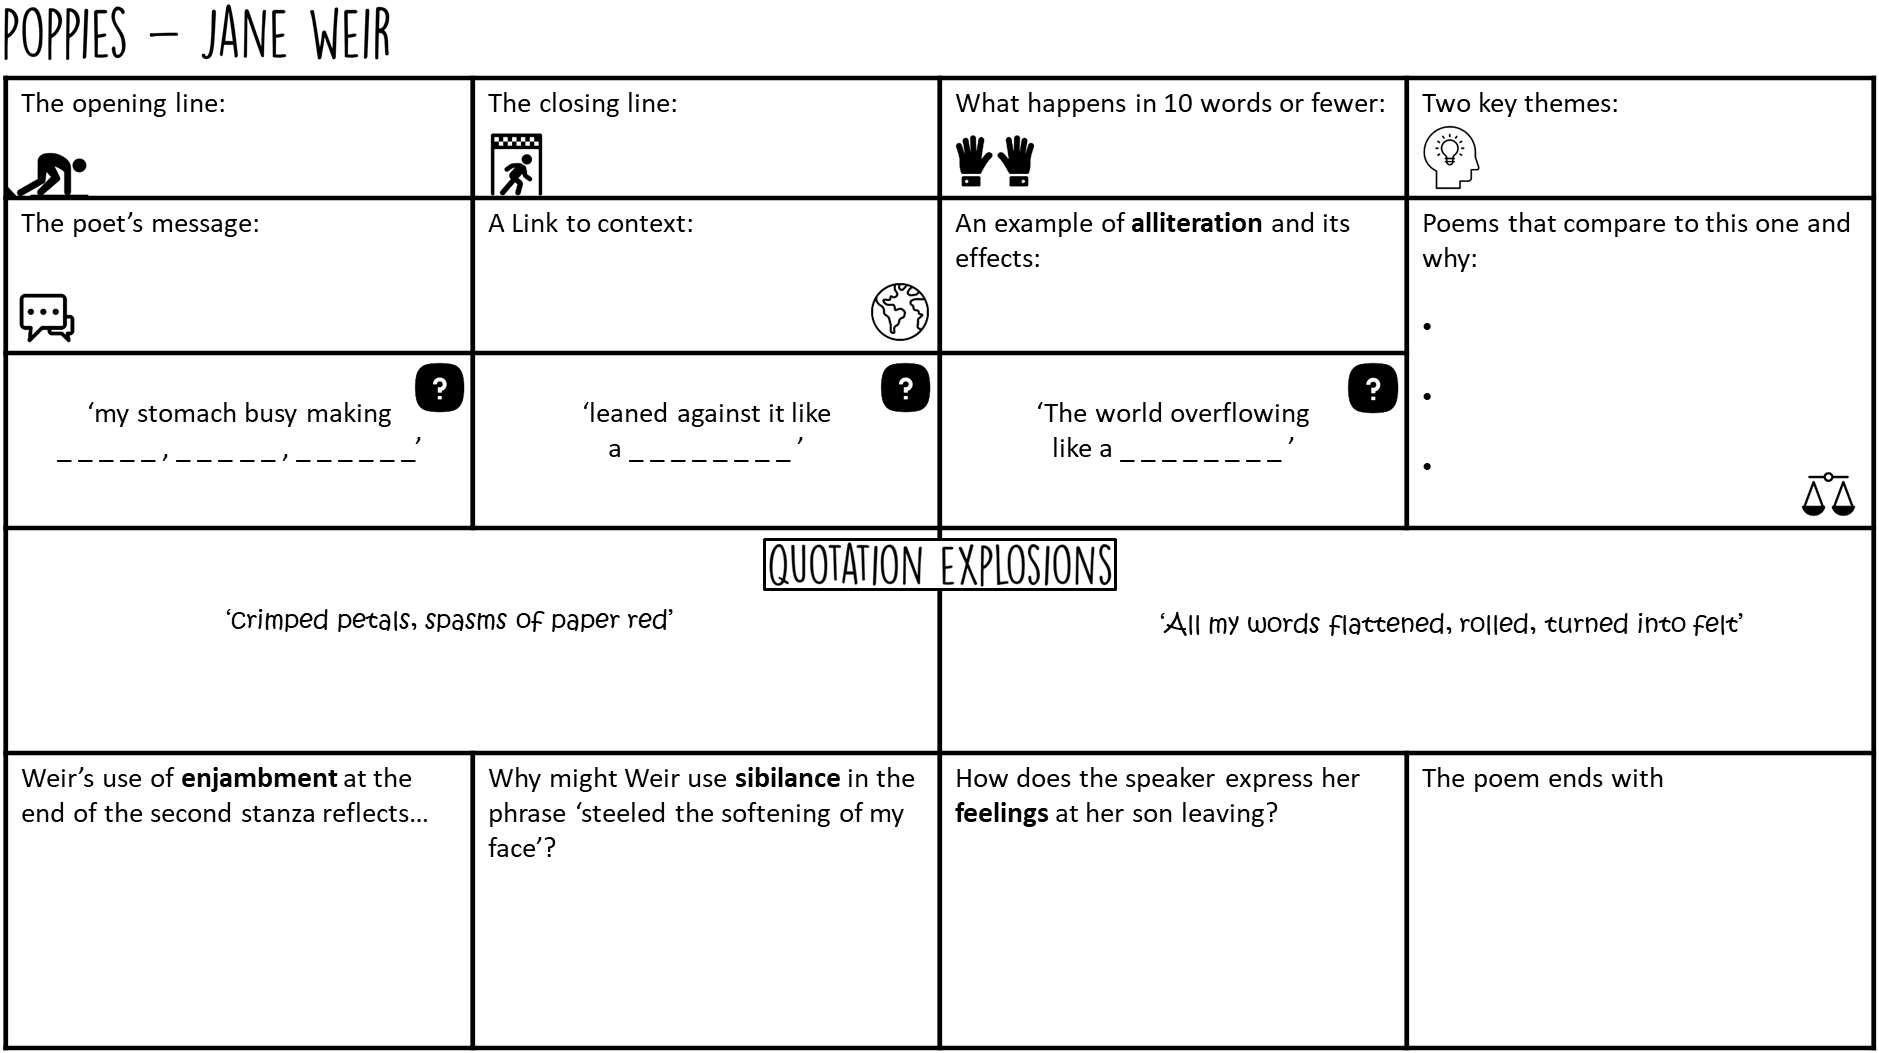 POPPIES – JANE WEIR
The opening line:
The closing line:
What happens in 10 words or fewer:
Two key themes:
The poet’s message:
A Link to context:
An example of alliteration and its
effects:
Poems that compare to this one and
why:
•
•
•
‘my stomach busy making
_ _ _ _ _ , _ _ _ _ _ , _ _ _ _ _ _’
?
‘leaned against it like
a _ _ _ _ _ _ _ _ ’
?
‘The world overflowing
like a _ _ _ _ _ _ _ _ ’
?
QUOTATION EXPLOSIONS
‘Crimped petals, spasms of paper red’
‘All my words flattened, rolled, turned into felt’
Weir’s use of enjambment at the
end of the second stanza reflects…
Why might Weir use sibilance in the
phrase ‘steeled the softening of my
face’?
How does the speaker express her
feelings at her son leaving?
The poem ends with